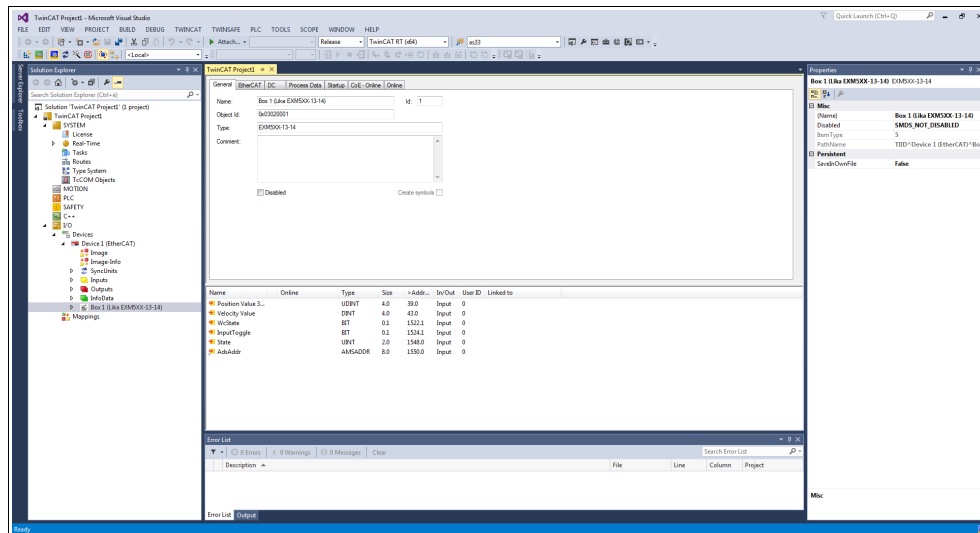 TwinCAT Project1 - Microsoft Visual Studio
Quick Launch (Ctrl+Q)
FILE EDIT VIEW PROJECT BUILD DEBUG TWINCAT TWINSAFE PLC TOOLS SCOPE WINDOW HELP
Attach... Release TwinCAT RT (x64) as33
<Local>
Server Explorer
Toolbox
Solution Explorer
Search Solution Explorer (Ctrl+è)
Solution 'TwinCAT Project1' (1 project)
TwinCAT Project1
SYSTEM
License
Real-Time
Tasks
Routes
Type System
TcCOM Objects
MOTION
PLC
SAFETY
C++
I/O
Devices
Device 1 (EtherCAT)
Image
Image-Info
SyncUnits
Inputs
Outputs
InfoData
Box 1 (Lika EXM5XX-13-14)
Mappings
TwinCAT Project1
General EtherCAT DC Process Data Startup CoE - Online Online
Name: Box 1 (Lika EXM5XX-13-14) Id: 1
Object Id: 0x03020001
Type: EXM5XX-13-14
Comment:
Disabled Create symbols
Name Online Type Size >Addr... In/Out User ID Linked to
Position Value 3... UDINT 4.0 39.0 Input 0
Velocity Value DINT 4.0 43.0 Input 0
WcState BIT 0.1 1522.1 Input 0
InputToggle BIT 0.1 1524.1 Input 0
State UINT 2.0 1548.0 Input 0
AdsAddr AMSADDR 8.0 1550.0 Input 0
Error List
0 Errors 0 Warnings 0 Messages Clear Search Error List
Description File Line Column Project
Error List Output
Properties
Box 1 (Lika EXM5XX-13-14) EXM5XX-13-14
Misc
(Name) Box 1 (Lika EXM5XX-13-14)
Disabled SMDS_NOT_DISABLED
ItemType 5
PathName TIID^Device 1 (EtherCAT)^Bo
Persistent
SaveInOwnFile False
Misc
Ready